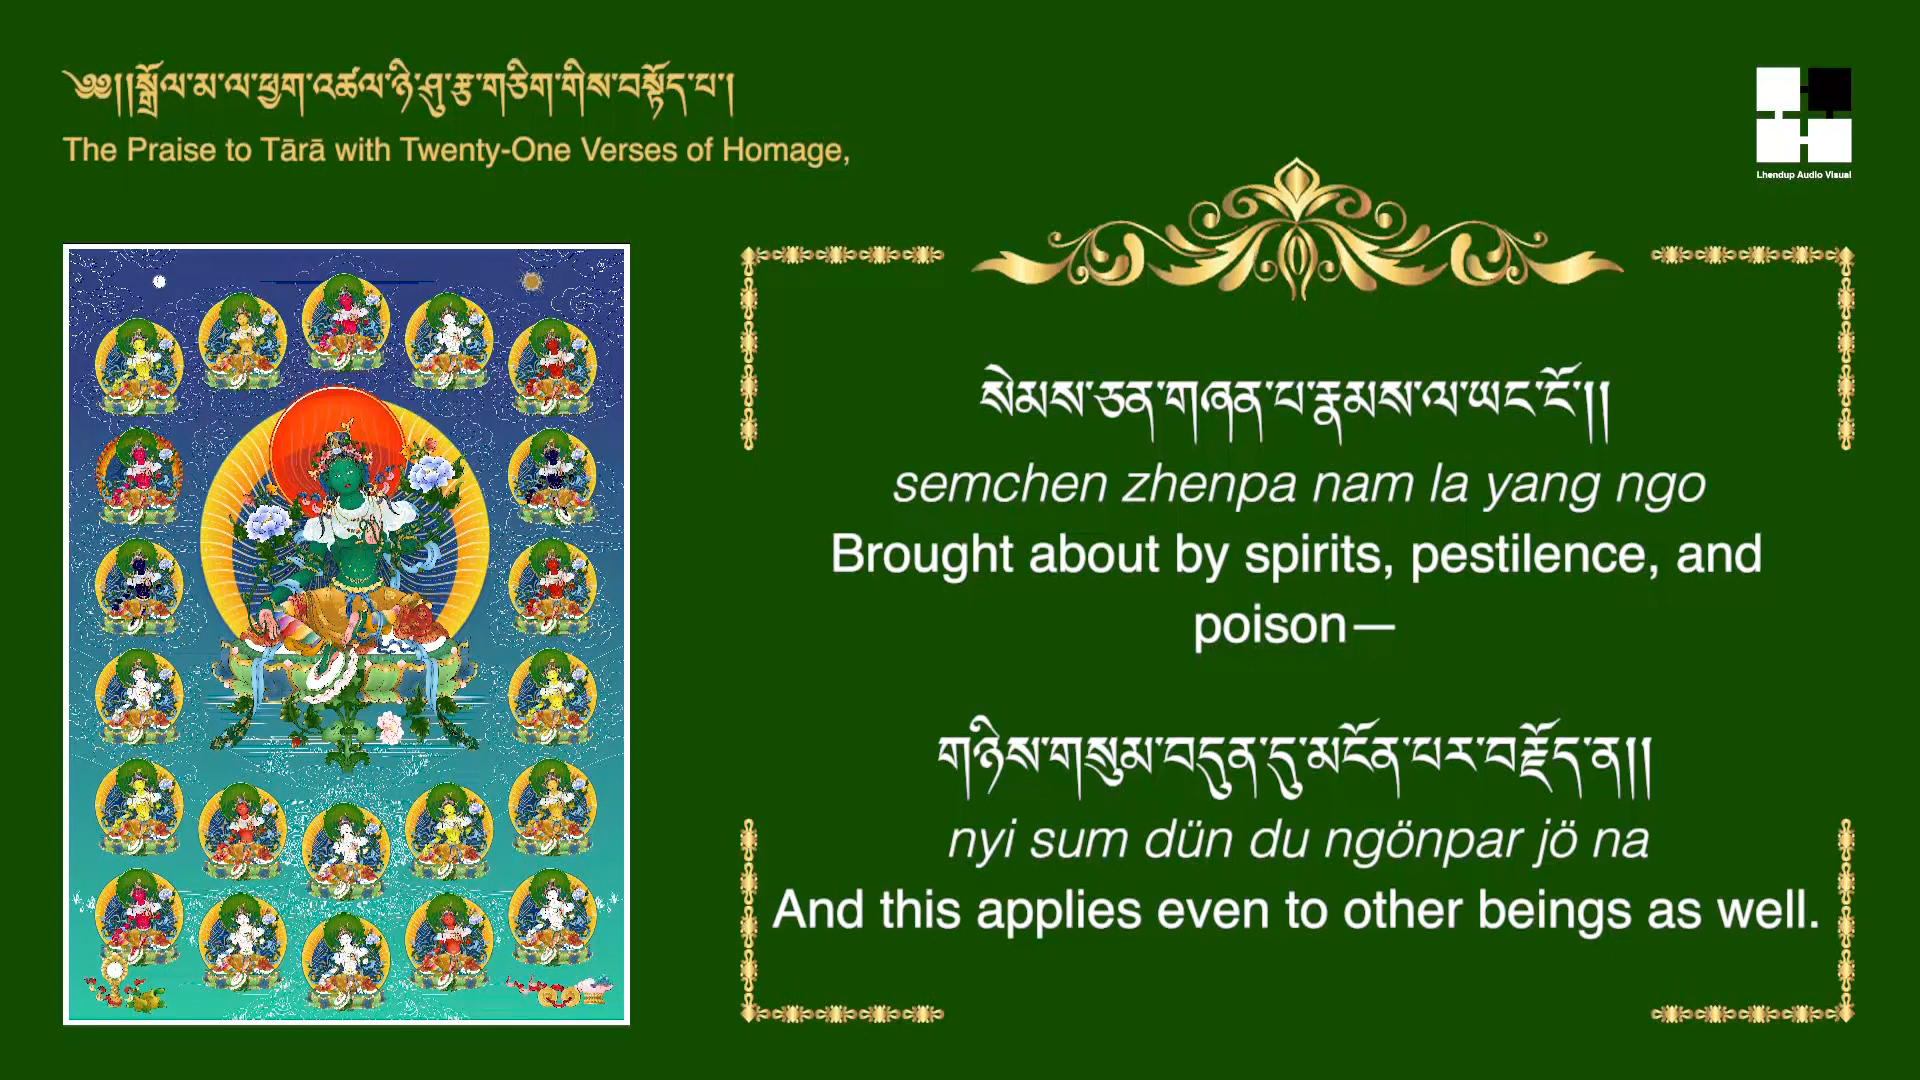 ༄༅།།སྒྲོལ་མ་ལ་ཕྱག་འཚལ་ཉི་ཤུ་རྩ་གཅིག་གིས་བསྟོད་པ་།
The Praise to Tārā with Twenty-One Verses of Homage,
Lhendup Audio Visual
སེམས་ཅན་གཞན་པ་རྣམས་ལ་ཡང་ངོ་།།
semchen zhenpa nam la yang ngo
Brought about by spirits, pestilence, and
poison—
གཉིས་གསུམ་བདུན་དུ་མངོན་པར་བརྗོད་ན།།
nyi sum dün du ngönpar jö na
And this applies even to other beings as well.